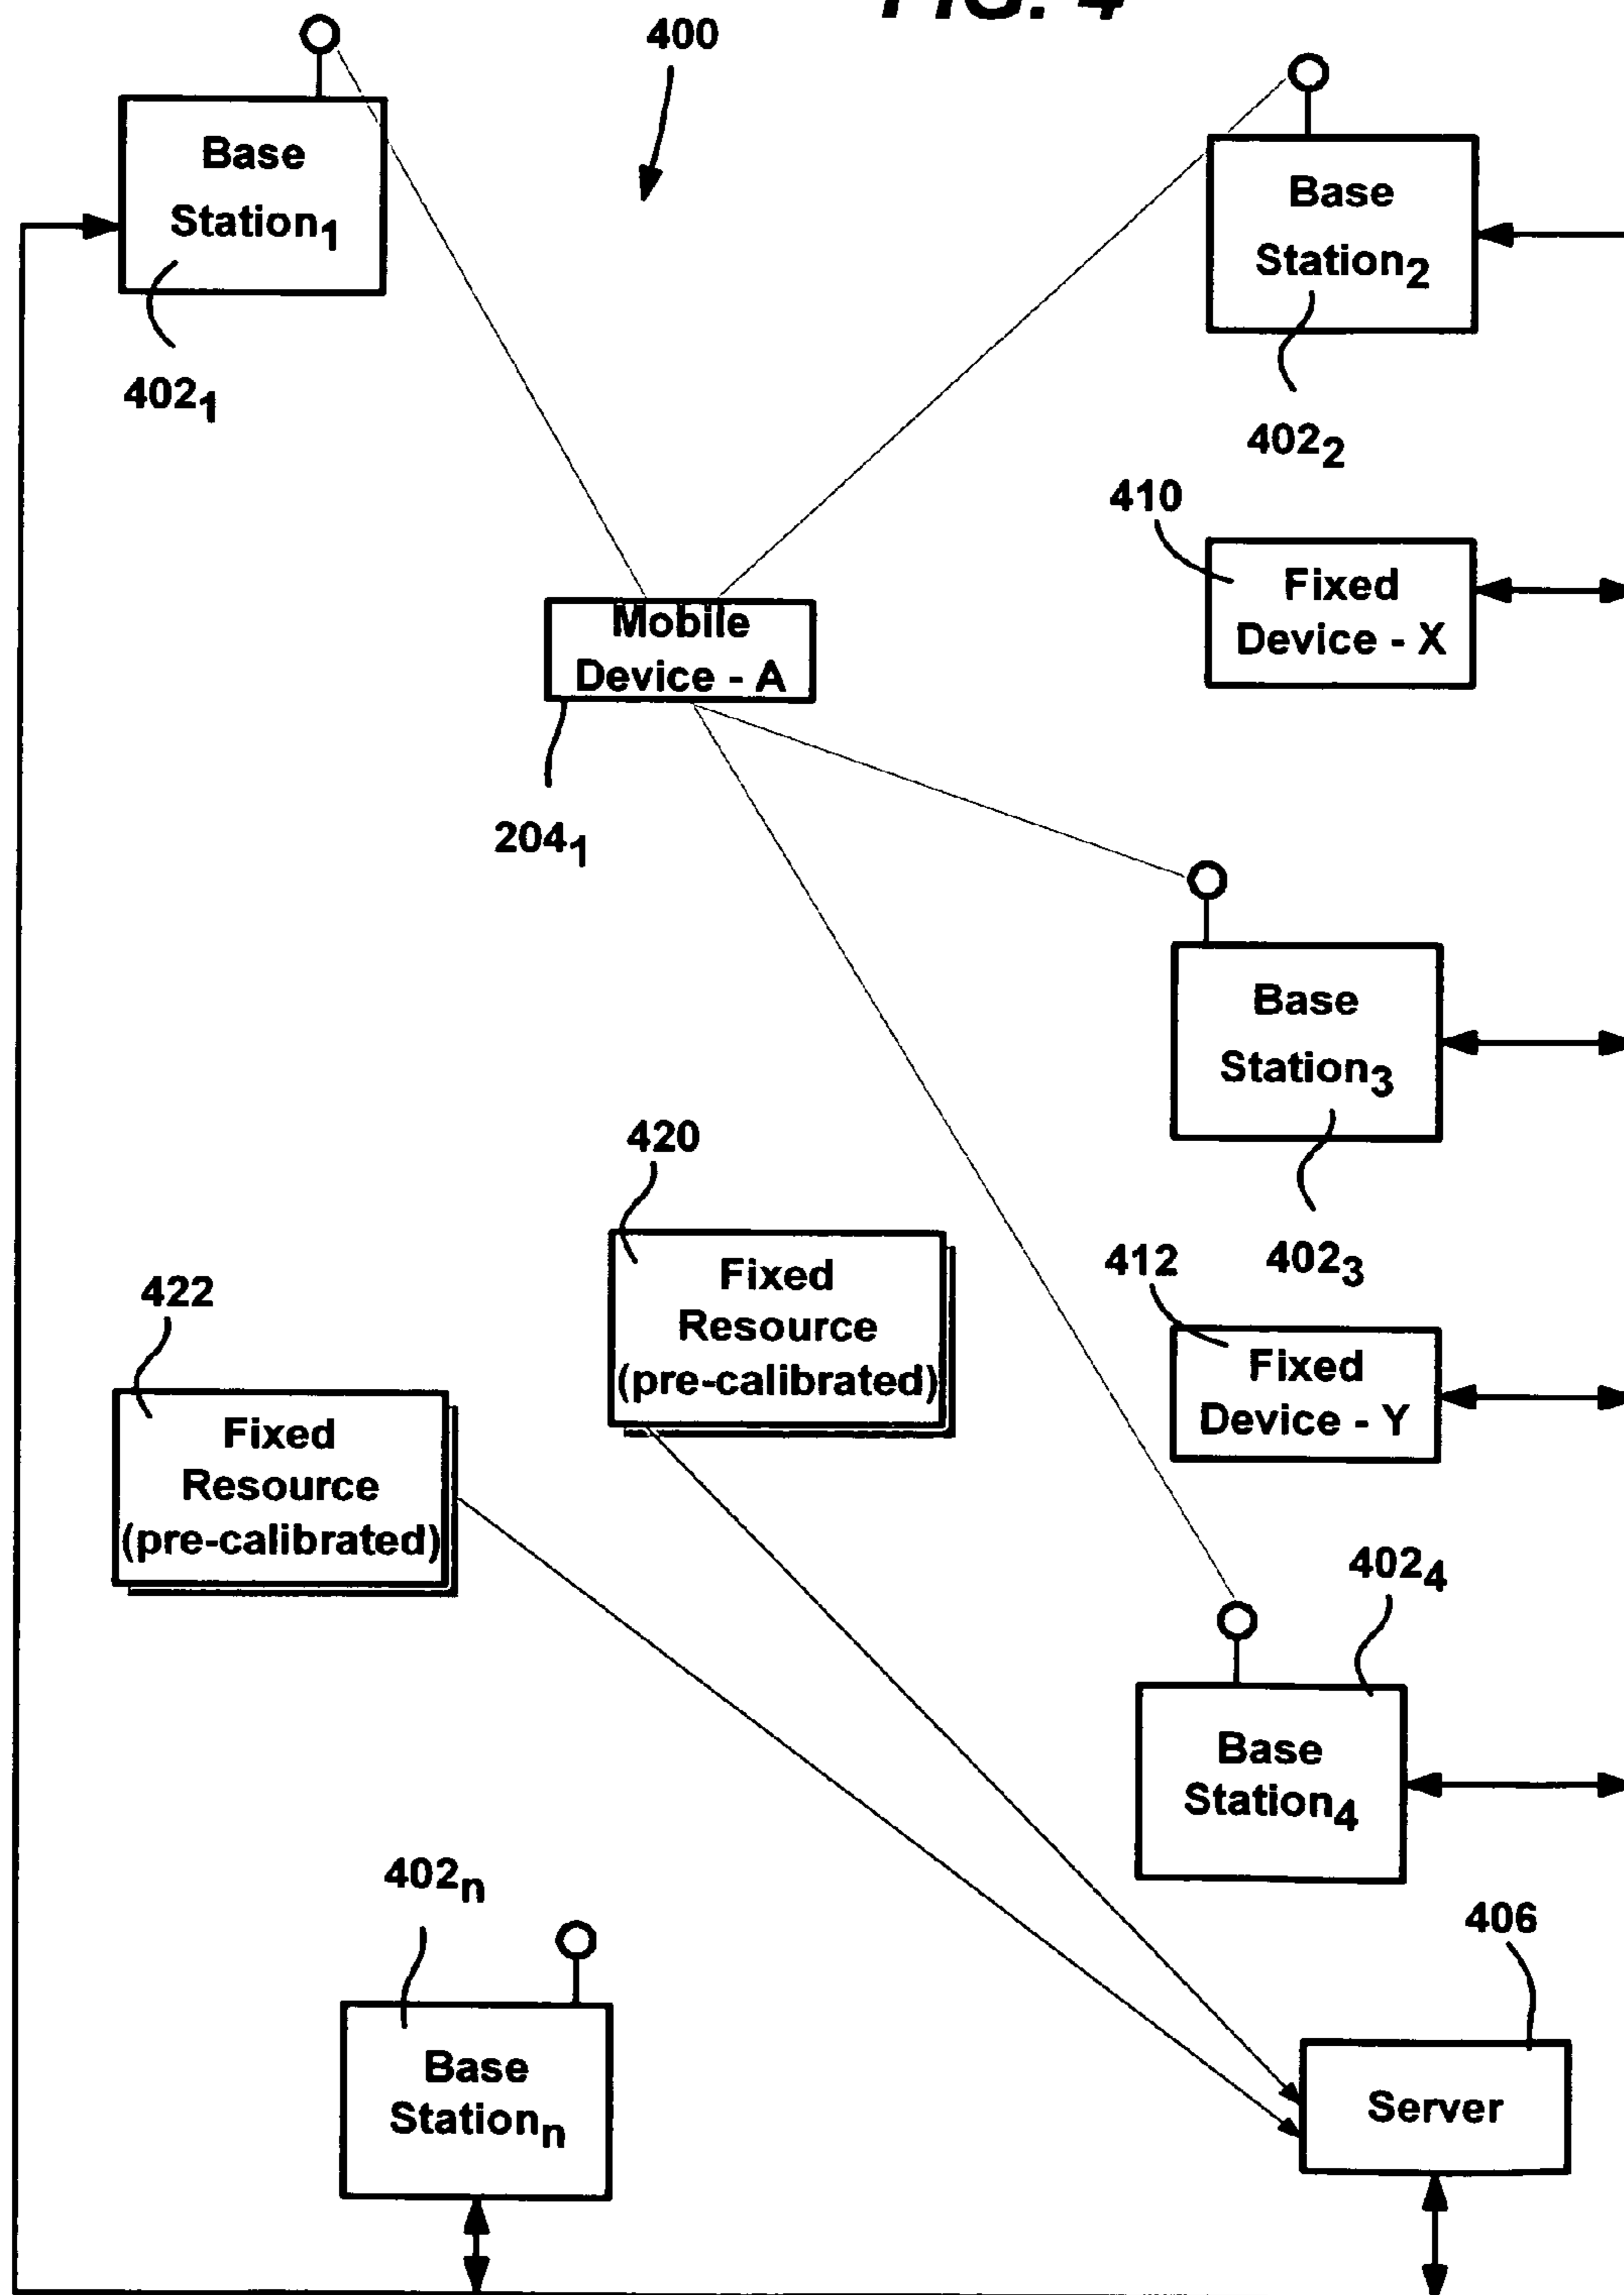 FIG. 4
400
Base
Station1
4021
Base
Station2
4022
410
Fixed
Device - X
Mobile
Device - A
2041
Base
Station3
4023
420
Fixed
Resource
(pre-calibrated)
422
Fixed
Resource
(pre-calibrated)
412
Fixed
Device - Y
4024
Base
Station4
402n
Base
Stationn
406
Server